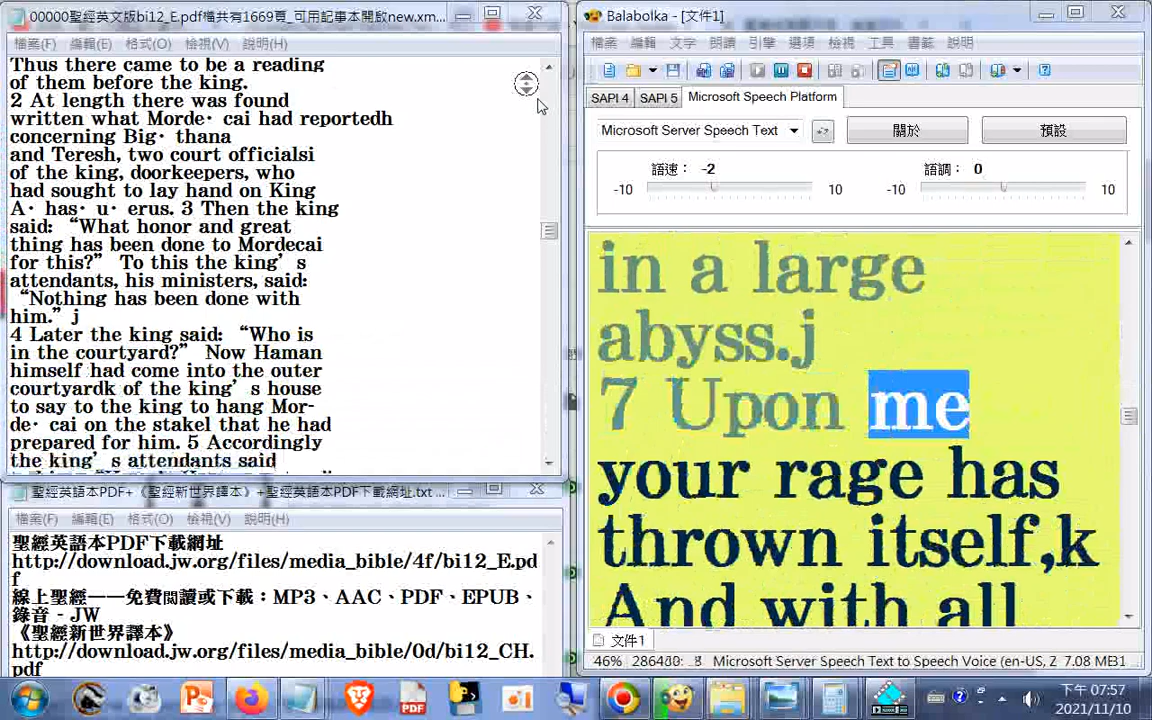 00000聖經英文版bi12_E.pdf檔共有1669頁_可用記事本開啟new.xm...
檔案(F) 編輯(E) 格式(O) 檢視(V) 說明(H)
Thus there came to be a reading
of them before the king.
2 At length there was found
written what Morde· cai had reportedh
concerning Big· thana
and Teresh, two court officialsi
of the king, doorkeepers, who
had sought to lay hand on King
A· has· u· erus. 3 Then the king
said: “What honor and great
thing has been done to Mordecai
for this?” To this the king’s
attendants, his ministers, said:
“Nothing has been done with
him.” j
4 Later the king said: “Who is
in the courtyard?” Now Haman
himself had come into the outer
courtyardk of the king’s house
to say to the king to hang Mor-
de· cai on the stakel that he had
prepared for him. 5 Accordingly
the king’s attendants said
聖經英語本PDF+《聖經新世界譯本》+聖經英語本PDF下載網址.txt ...
檔案(F) 編輯(E) 格式(O) 檢視(V) 說明(H)
聖經英語本PDF下載網址
http://download.jw.org/files/media_bible/4f/bi12_E.pd
f
線上聖經——免費閱讀或下載：MP3、AAC、PDF、EPUB、
錄音 - JW
《聖經新世界譯本》
http://download.jw.org/files/media_bible/0d/bi12_CH.
pdf
Balabolka - [文件1]
檔案 編輯 文字 朗讀 引擎 選項 檢視 工具 書籤 說明
SAPI 4 SAPI 5 Microsoft Speech Platform
Microsoft Server Speech Text 關於 預設
語速： -2 語調： 0
-10 10 -10 10
in a large
abyss.j
7 Upon me
your rage has
thrown itself,k
And with all
文件1
46% Microsoft Server Speech Text to Speech Voice (en-US, Z 7.08 MB
下午 07:57
2021/11/10